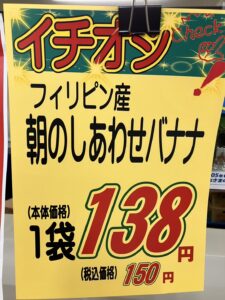 イチオシ
Check it!
フィリピン産
朝のしあわせバナナ
(本体価格)
1袋138円
(税込価格) 150円